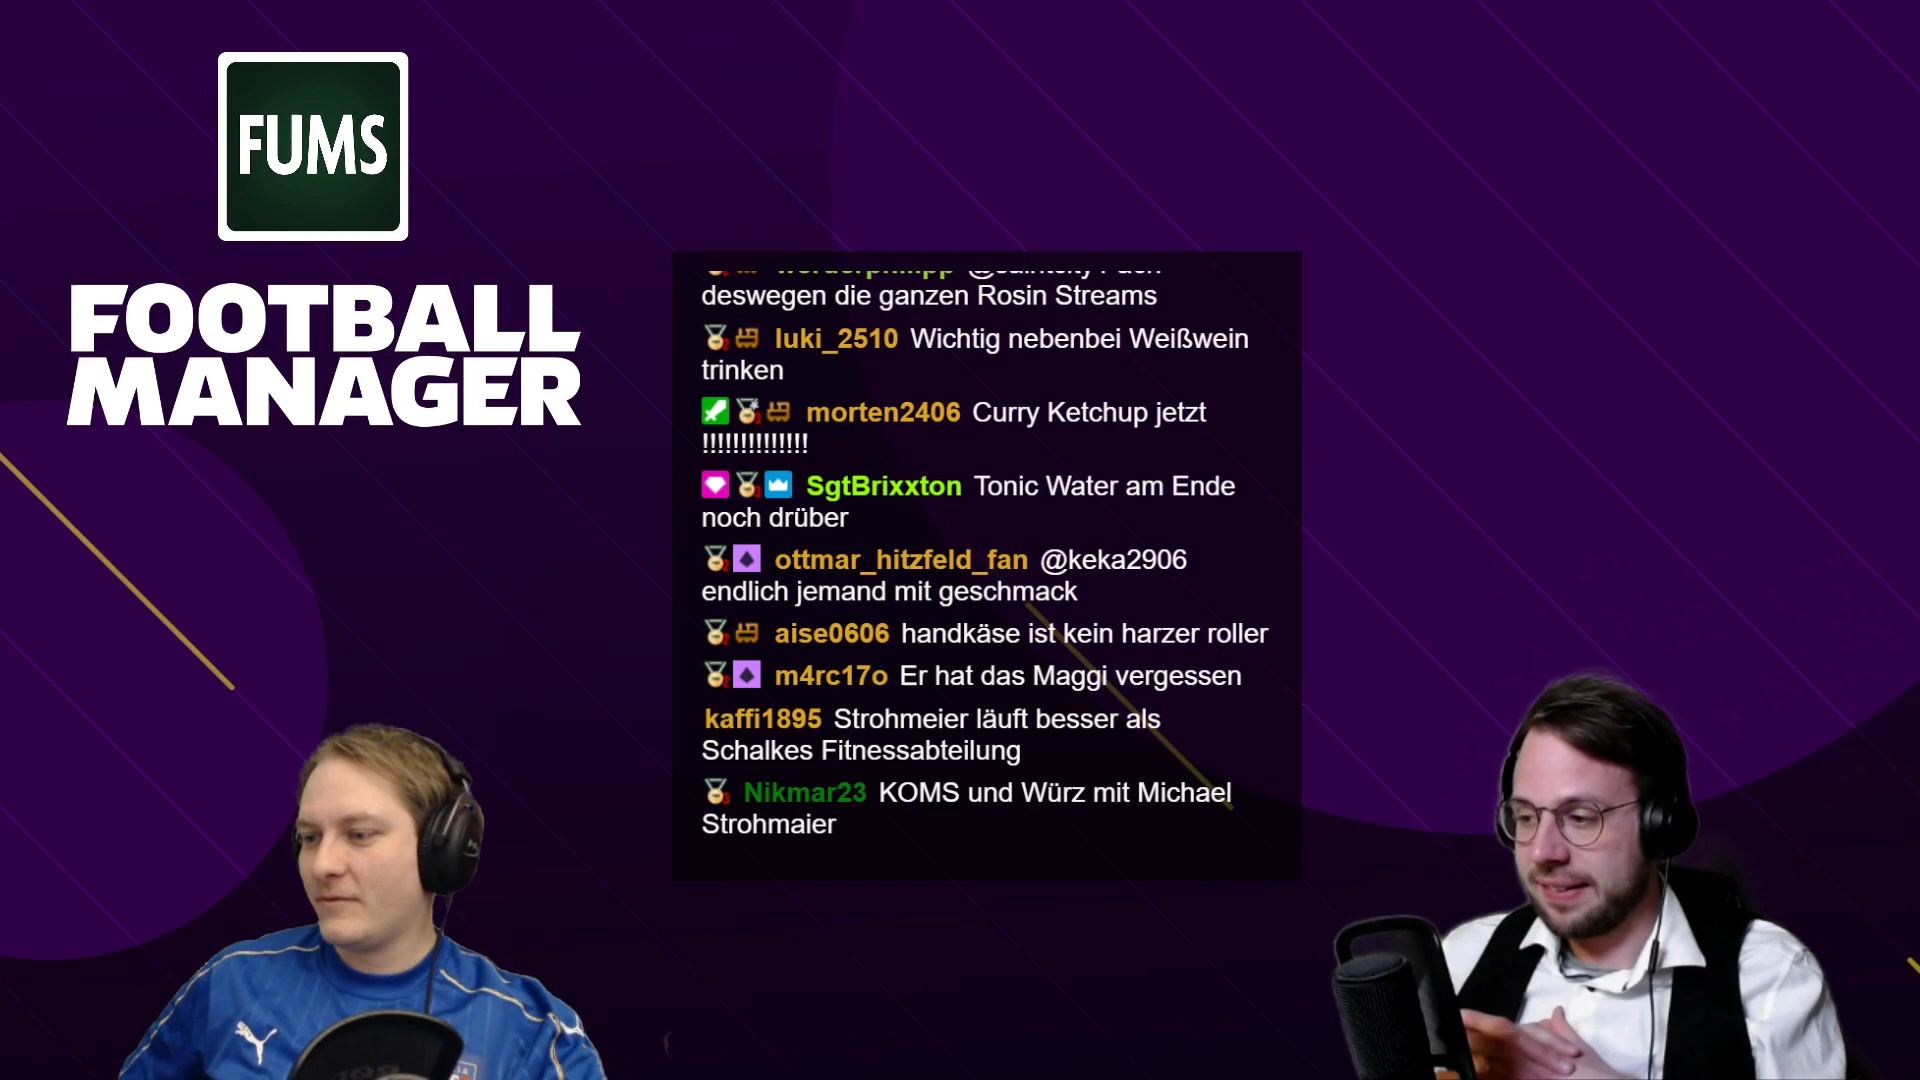 FUMS
FOOTBALL
MANAGER
deswegen die ganzen Rosin Streams
luki_2510 Wichtig nebenbei Weißwein
trinken
morten2406 Curry Ketchup jetzt
!!!!!!!!!!!!!!
SgtBrixxton Tonic Water am Ende
noch drüber
ottmar_hitzfeld_fan @keka2906
endlich jemand mit geschmack
aise0606 handkäse ist kein harzer roller
m4rc17o Er hat das Maggi vergessen
kaffi1895 Strohmeier läuft besser als
Schalkes Fitnessabteilung
Nikmar23 KOMS und Würz mit Michael
Strohmaier